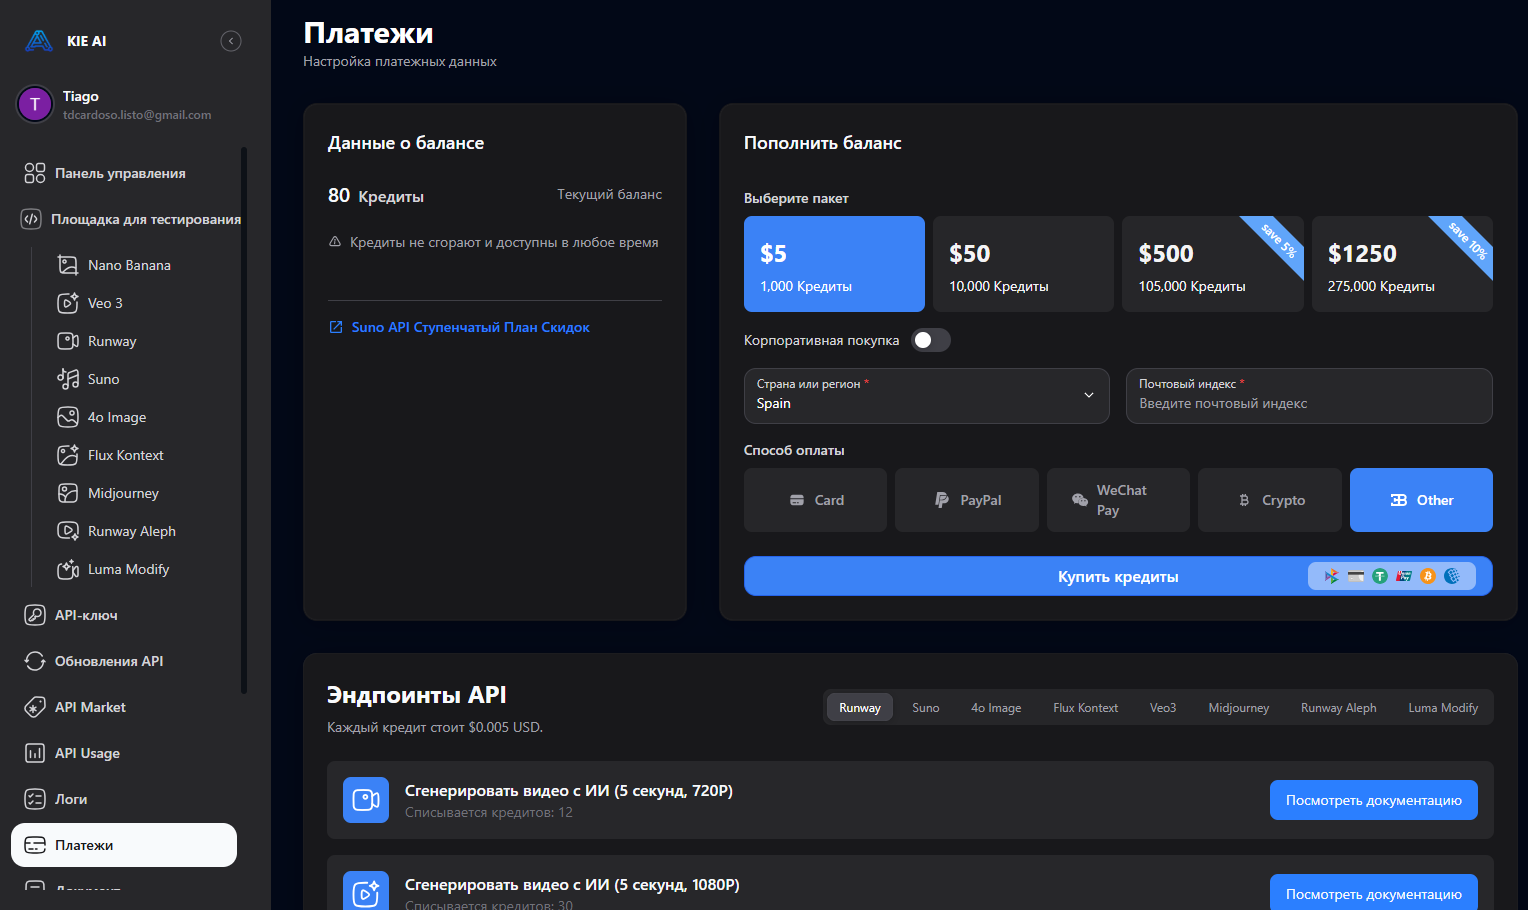 KIE AI
Tiago
tdcardoso.listo@gmail.com
Панель управления
Площадка для тестирования
Nano Banana
Veo 3
Runway
Suno
4o Image
Flux Kontext
Midjourney
Runway Aleph
Luma Modify
API-ключ
Обновления API
API Market
API Usage
Логи
Платежи
Платежи
Настройка платежных данных
Данные о балансе
80 Кредиты
Текущий баланс
Кредиты не сгорают и доступны в любое время
Suno API Ступенчатый План Скидок
Пополнить баланс
Выберите пакет
$5
1,000 Кредиты
$50
10,000 Кредиты
$500
105,000 Кредиты
save 5%
$1250
275,000 Кредиты
save 10%
Корпоративная покупка
Страна или регион *
Spain
Почтовый индекс *
Введите почтовый индекс
Способ оплаты
Card
PayPal
WeChat
Pay
Crypto
Other
Купить кредиты
Эндпоинты API
Каждый кредит стоит $0.005 USD.
Runway
Suno
4o Image
Flux Kontext
Veo3
Midjourney
Runway Aleph
Luma Modify
Сгенерировать видео с ИИ (5 секунд, 720P)
Списывается кредитов: 12
Посмотреть документацию
Сгенерировать видео с ИИ (5 секунд, 1080P)
Списывается кредитов: 30
Посмотреть документацию